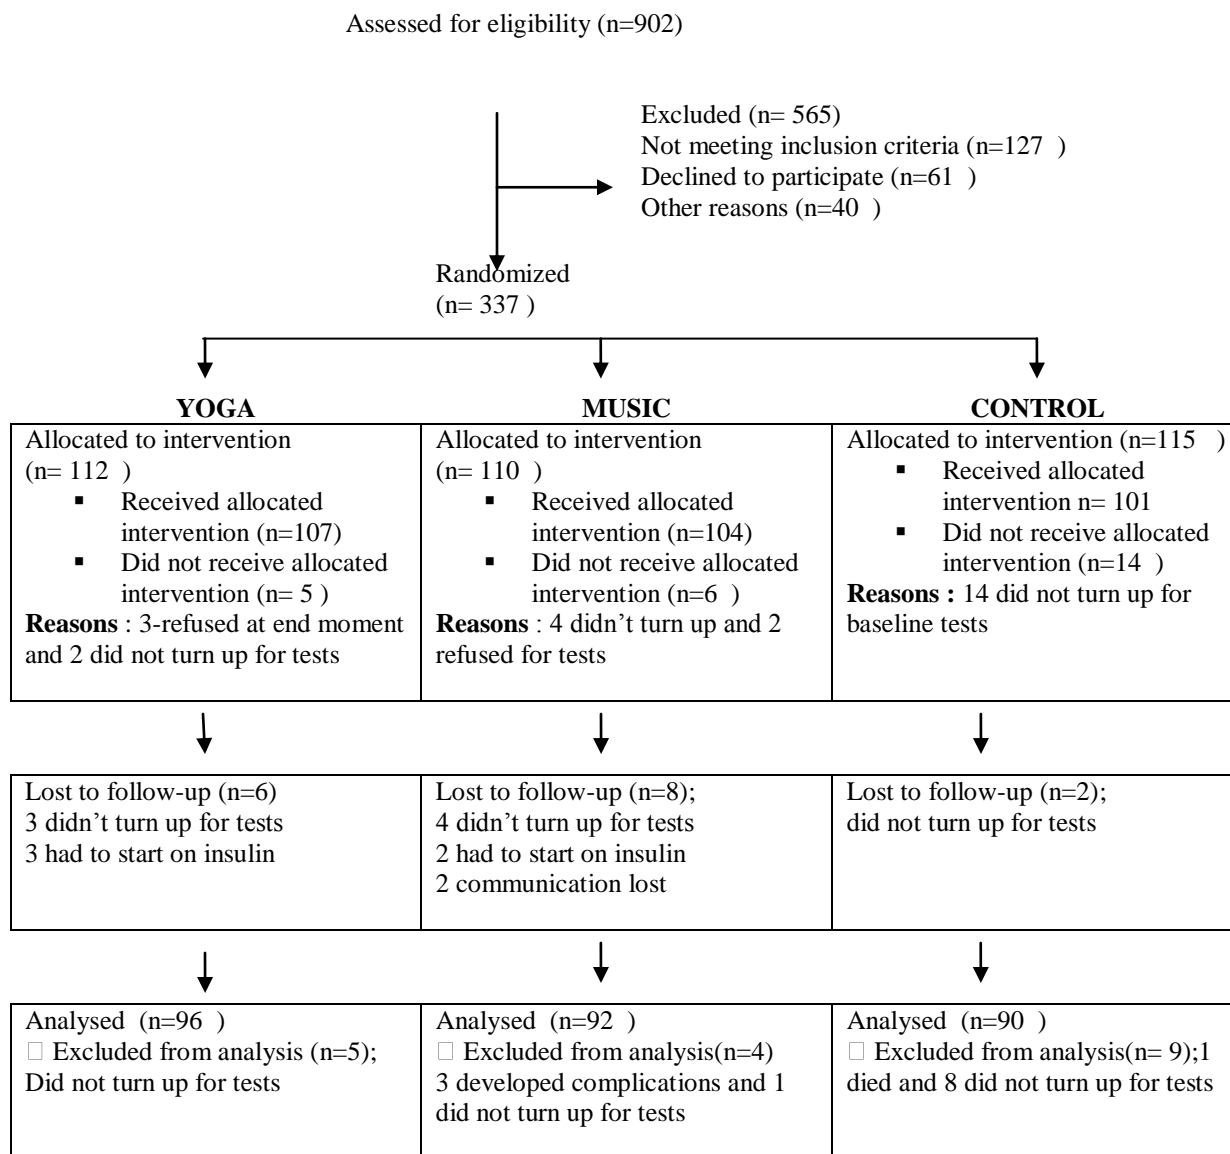 Assessed for eligibility (n=902)
Excluded (n= 565)
Not meeting inclusion criteria (n=127  )
Declined to participate (n=61  )
Other reasons (n=40  )
Randomized
(n= 337 )
YOGA
Allocated to intervention
(n= 112  )
▪ Received allocated
intervention (n=107)
▪ Did not receive allocated
intervention (n= 5 )
Reasons : 3-refused at end moment
and 2 did not turn up for tests
MUSIC
Allocated to intervention
(n= 110  )
▪ Received allocated
intervention (n=104)
▪ Did not receive allocated
intervention (n=6  )
Reasons : 4 didn’t turn up and 2
refused for tests
CONTROL
Allocated to intervention (n=115   )
▪ Received allocated
intervention n= 101
▪ Did not receive allocated
intervention (n=14  )
Reasons : 14 did not turn up for
baseline tests
Lost to follow-up (n=6)
3 didn’t turn up for tests
3 had to start on insulin
Lost to follow-up (n=8);
4 didn’t turn up for tests
2 had to start on insulin
2 communication lost
Lost to follow-up (n=2);
did not turn up for tests
Analysed  (n=96  )
□ Excluded from analysis (n=5);
Did not turn up for tests
Analysed  (n=92  )
□ Excluded from analysis(n=4)
3 developed complications and 1
did not turn up for tests
Analysed  (n=90  )
□ Excluded from analysis(n= 9);1
died and 8 did not turn up for tests